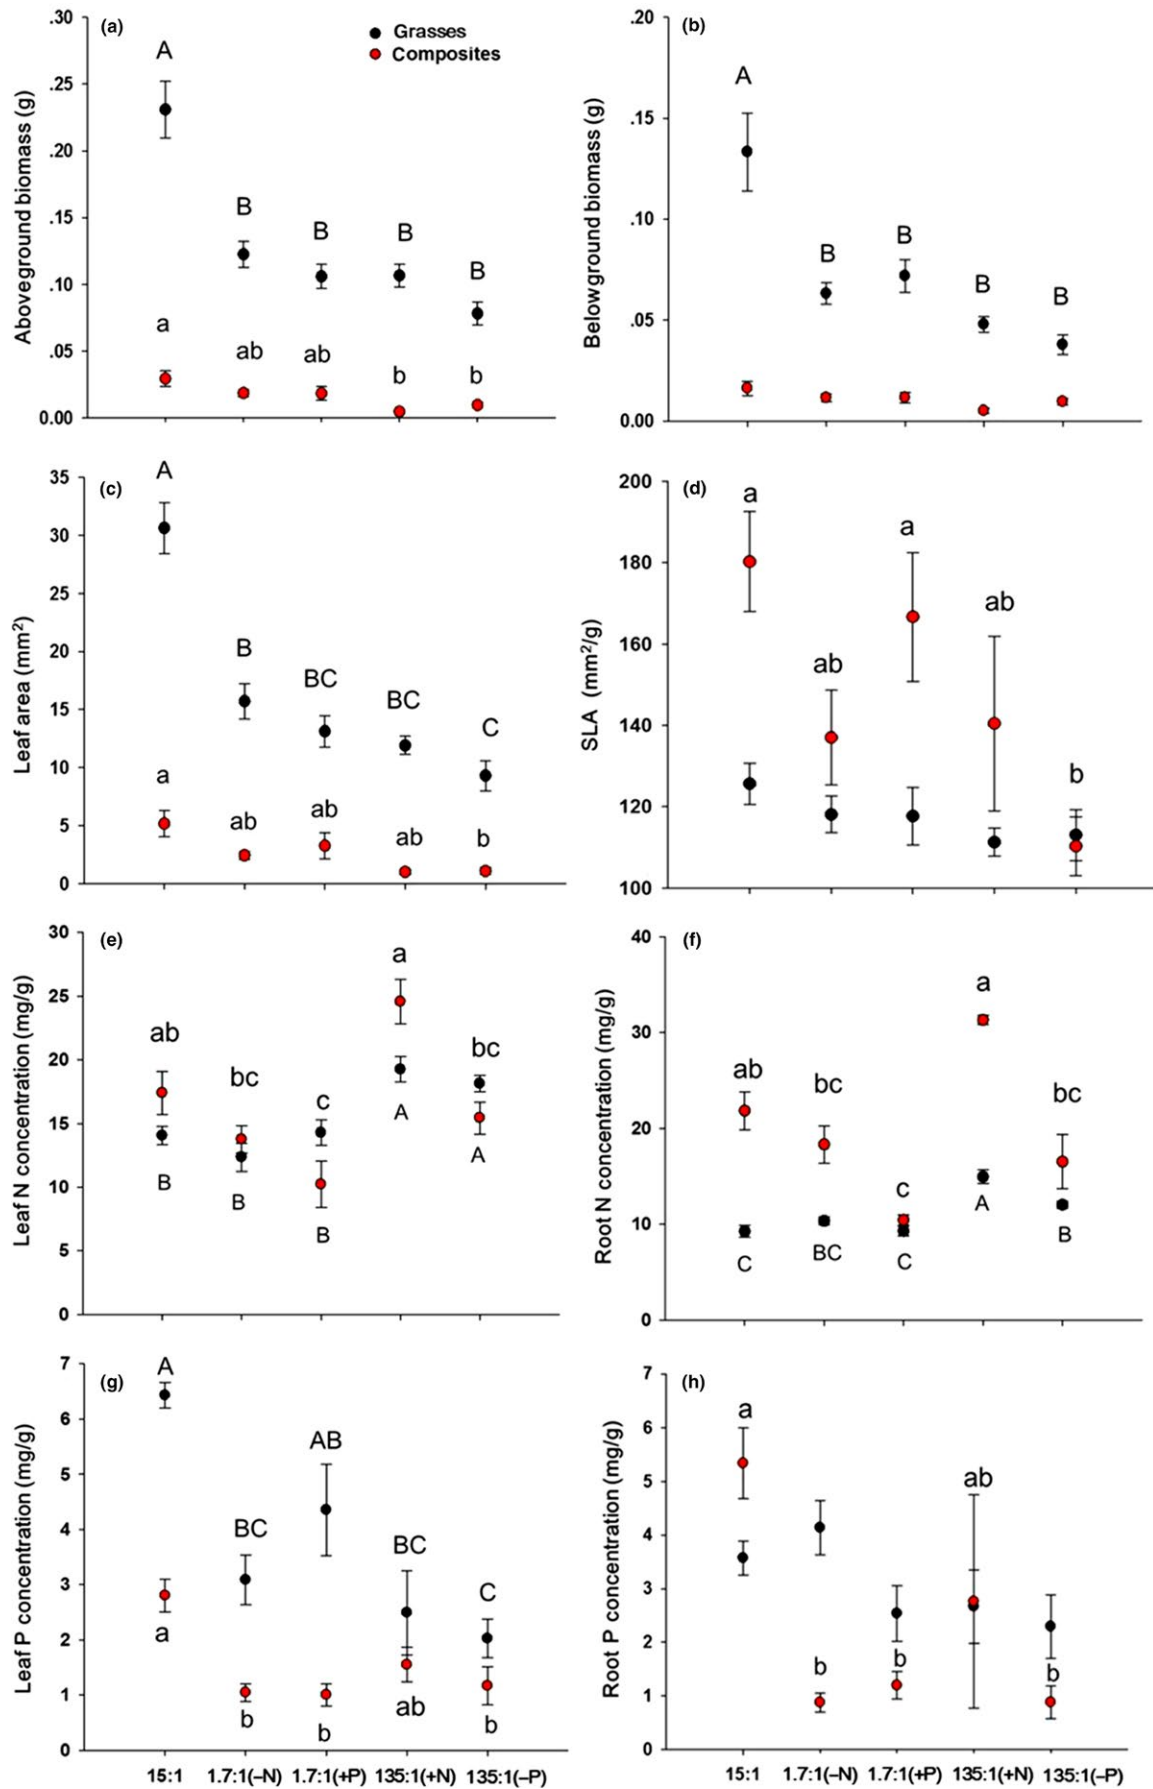 (a)
Grasses
Composites
Aboveground biomass (g)
.30
.25
.20
.15
.10
.05
0.00
A
B
B
B
B
a
ab
ab
b
b
(b)
Belowground biomass (g)
.20
.15
.10
.05
0.00
A
B
B
B
B
(c)
Leaf area (mm²)
35
30
25
20
15
10
5
0
A
B
BC
BC
C
a
ab
ab
ab
b
(d)
SLA (mm²/g)
200
180
160
140
120
100
a
ab
a
ab
b
(e)
Leaf N concentration (mg/g)
30
25
20
15
10
5
0
ab
bc
c
a
bc
B
B
B
A
A
(f)
Root N concentration (mg/g)
40
30
20
10
0
ab
bc
c
a
bc
C
BC
C
A
B
(g)
Leaf P concentration (mg/g)
7
6
5
4
3
2
1
0
A
BC
AB
BC
C
a
b
b
ab
b
15:1
1.7:1(–N)
1.7:1(+P)
135:1(+N)
135:1(–P)
(h)
Root P concentration (mg/g)
7
6
5
4
3
2
1
0
a
b
b
ab
b
15:1
1.7:1(–N)
1.7:1(+P)
135:1(+N)
135:1(–P)